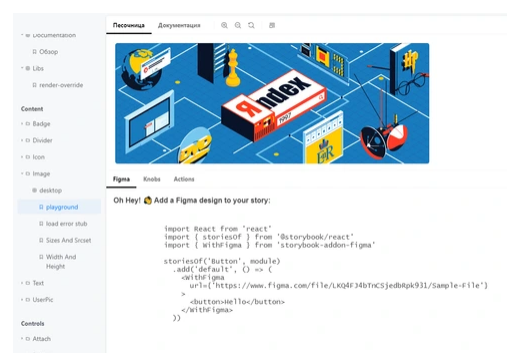 Documentation
Обзор
Libs
render-override
Content
Badge
Divider
Icon
Image
desktop
playground
load error stub
Sizes And Srcset
Width And
Height
Text
UserPic
Controls
Attach
Песочница Документация
Яndex
1997
Figma Knobs Actions
Oh Hey! 👋 Add a Figma design to your story:
import React from 'react'
import { storiesOf } from '@storybook/react'
import { WithFigma } from 'storybook-addon-figma'
storiesOf('Button', module)
.add('default', () => (
<WithFigma
url={'https://www.figma.com/file/LKQ4FJ4bTnCSjedbRpk931/Sample-File'}
>
<button>Hello</button>
</WithFigma>
))